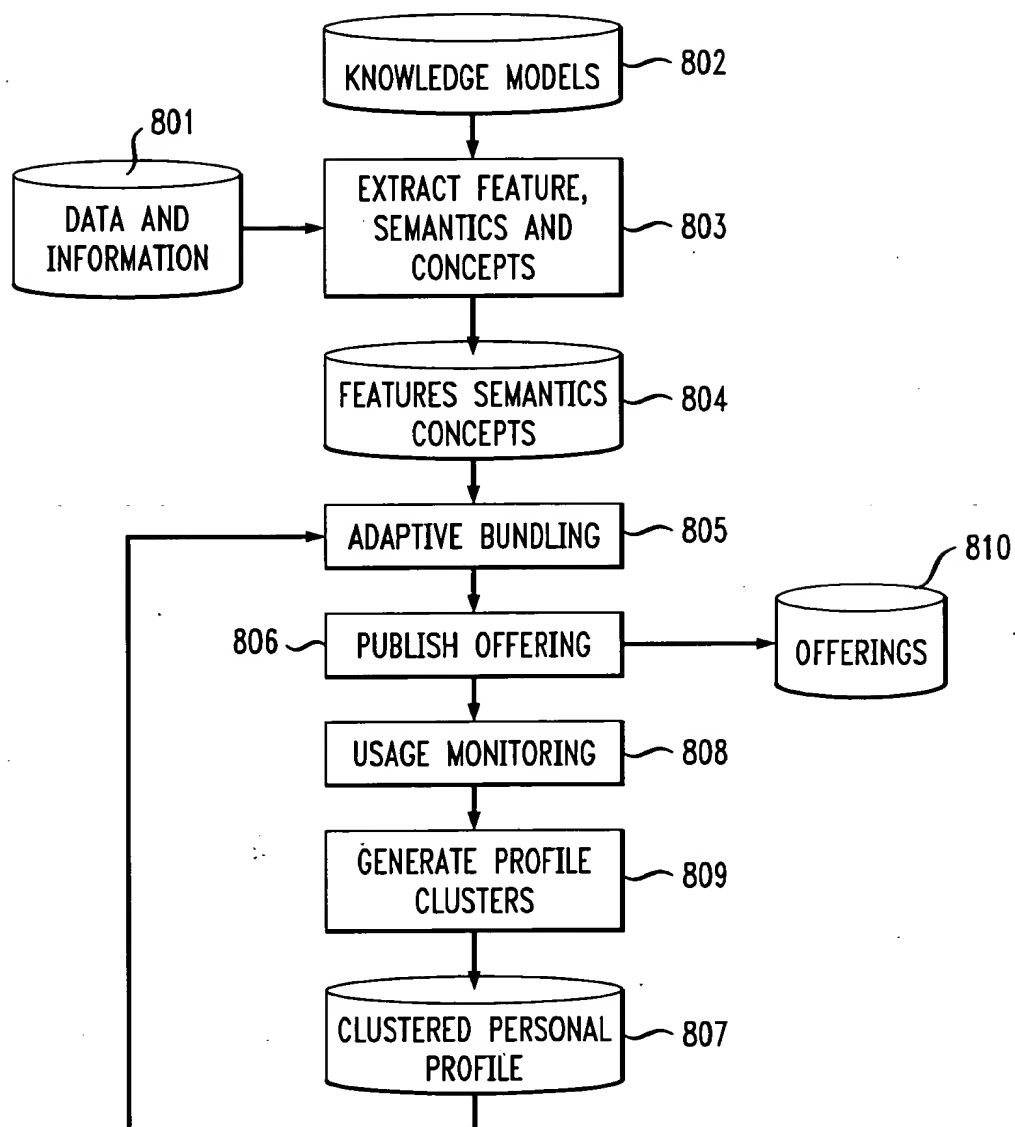 KNOWLEDGE MODELS
802
801
DATA AND
INFORMATION
EXTRACT FEATURE,
SEMANTICS AND
CONCEPTS
803
FEATURES SEMANTICS
CONCEPTS
804
ADAPTIVE BUNDLING
805
806
PUBLISH OFFERING
810
OFFERINGS
USAGE MONITORING
808
GENERATE PROFILE
CLUSTERS
809
CLUSTERED PERSONAL
PROFILE
807